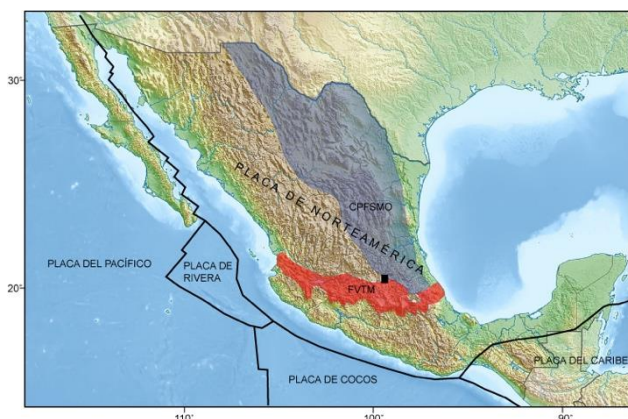 30°
PLACA DE NORTEAMÉRICA
CPFSMO
PLACA DEL PACÍFICO
PLACA DE
RIVERA
20°
FVTM
PLACA DEL CARIBE
PLACA DE COCOS
110°
100°
90°